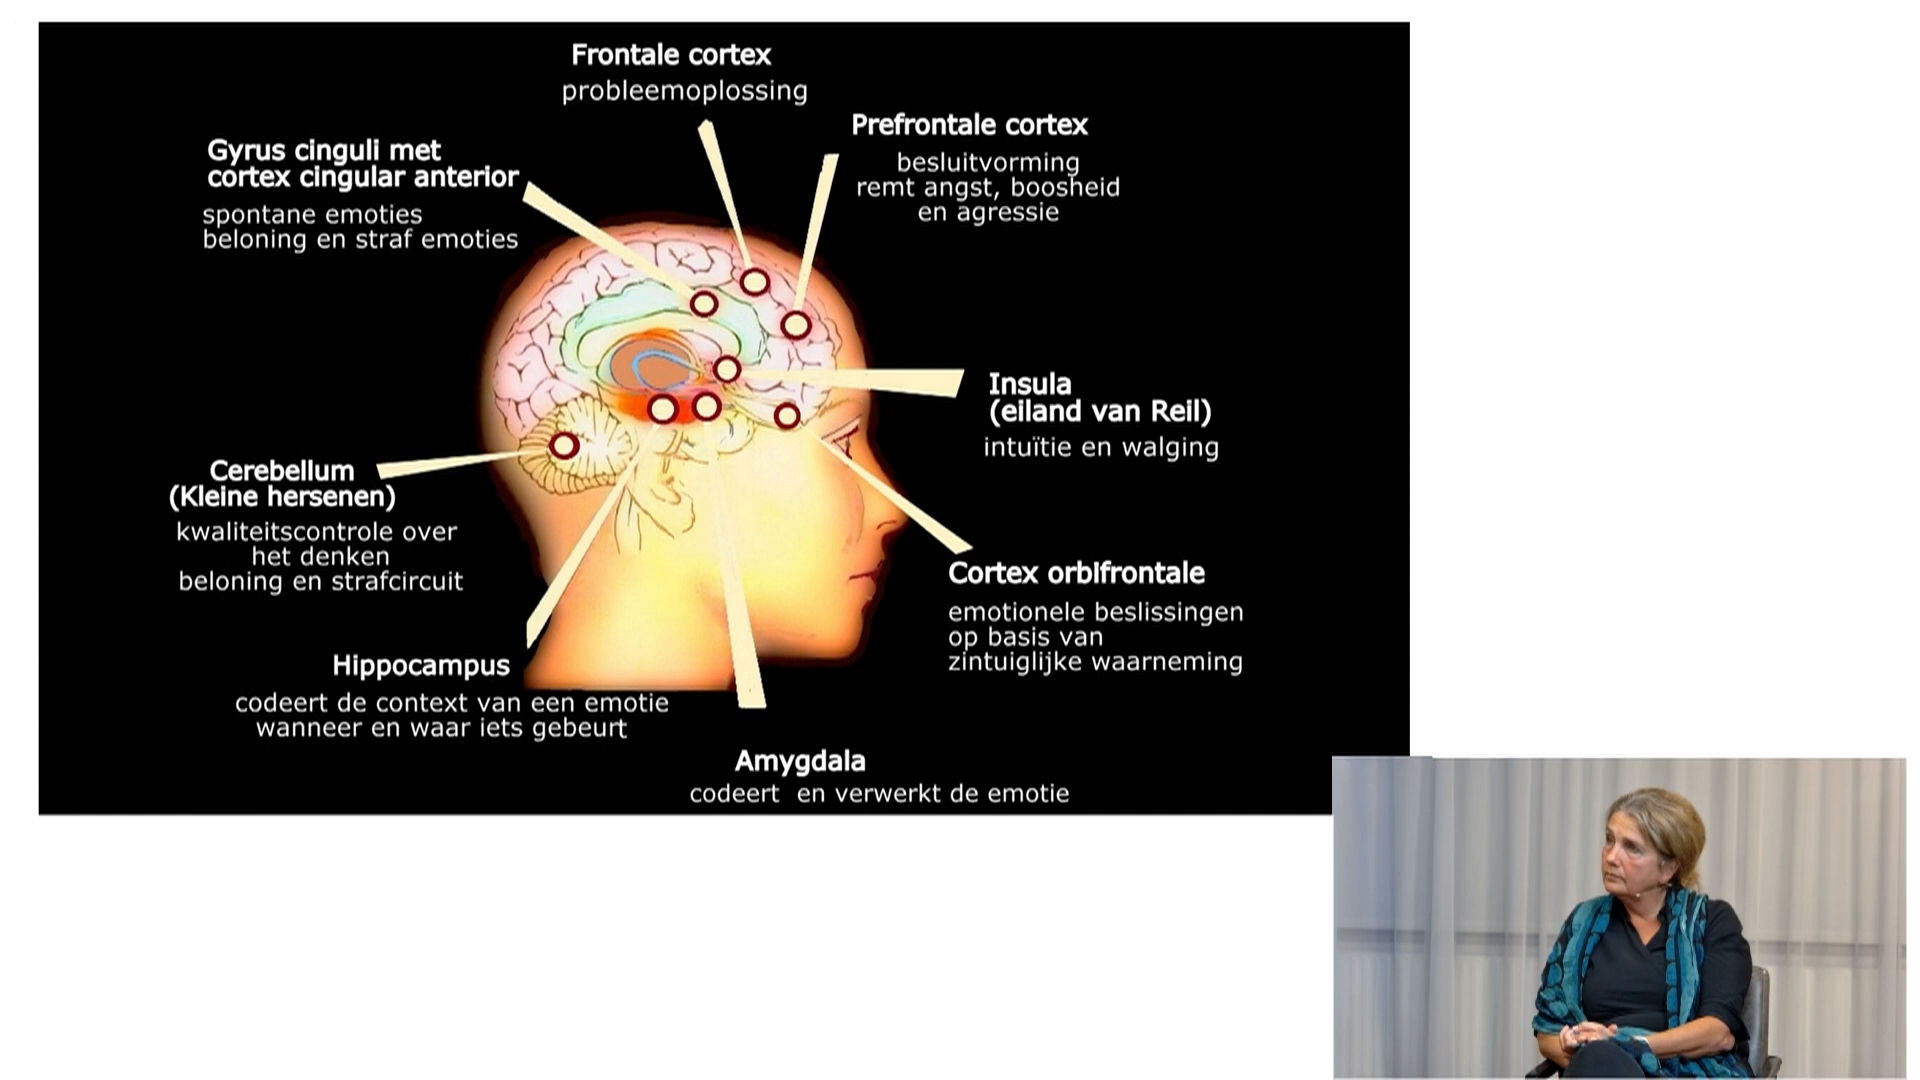 Frontale cortex
probleemoplossing
Prefrontale cortex
besluitvorming
remt angst, boosheid
en agressie
Gyrus cinguli met
cortex cingular anterior
spontane emoties
beloning en straf emoties
Insula
(eiland van Reil)
intuïtie en walging
Cerebellum
(Kleine hersenen)
kwaliteitscontrole over
het denken
beloning en strafcircuit
Cortex orbifrontale
emotionele beslissingen
op basis van
zintuiglijke waarneming
Hippocampus
codeert de context van een emotie
wanneer en waar iets gebeurt
Amygdala
codeert en verwerkt de emotie